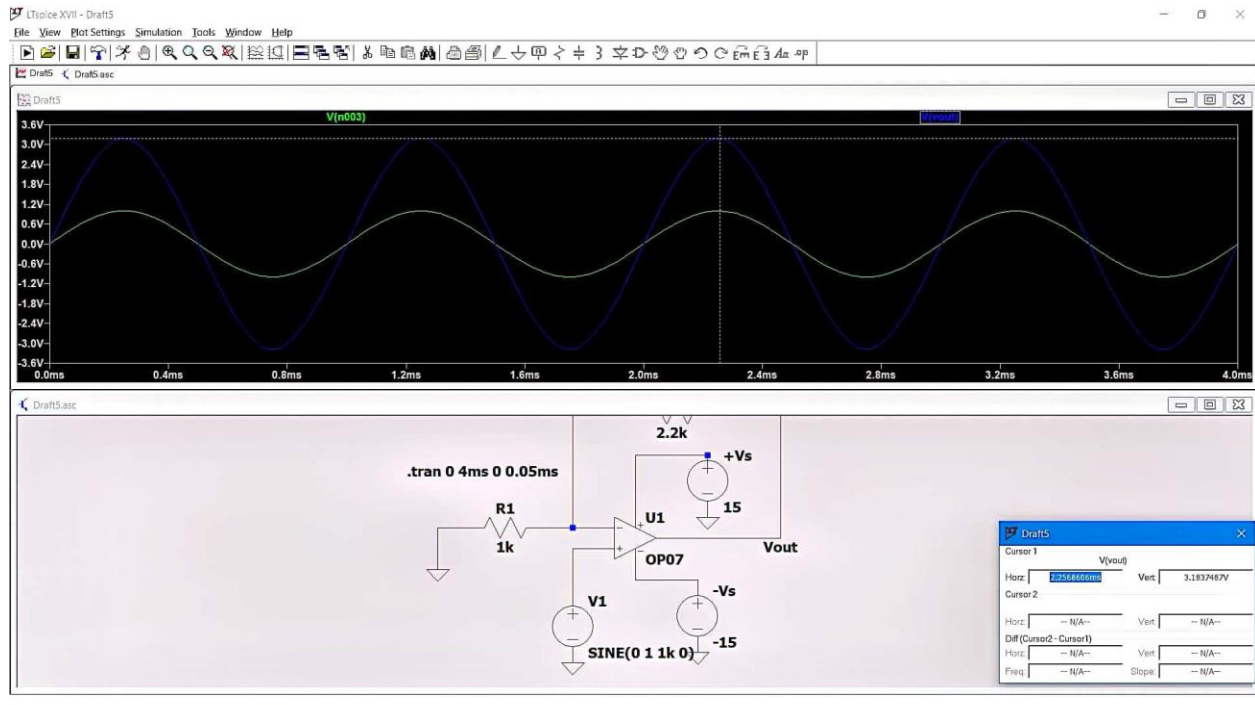 LTspice XVII - Draft5
File View Plot Settings Simulation Tools Window Help
Draft5 Draft5.asc
Draft5
V(n003) V(vout)
3.6V
3.0V
2.4V
1.8V
1.2V
0.6V
0.0V
-0.6V
-1.2V
-1.8V
-2.4V
-3.0V
-3.6V
0.0ms 0.4ms 0.8ms 1.2ms 1.6ms 2.0ms 2.4ms 2.8ms 3.2ms 3.6ms 4.0ms
Draft5.asc
2.2k
+Vs
.tran 0 4ms 0 0.05ms
15
R1
U1
1k
Vout
OP07
-Vs
V1
-15
SINE(0 1 1k 0)
Draft5
Cursor 1
V(vout)
Horz: 2.2568606ms Vert: 3.1837487V
Cursor 2
Horz: -- N/A-- Vert: -- N/A--
Diff (Cursor2 - Cursor1)
Horz: -- N/A-- Vert: -- N/A--
Freq: -- N/A-- Slope: -- N/A--